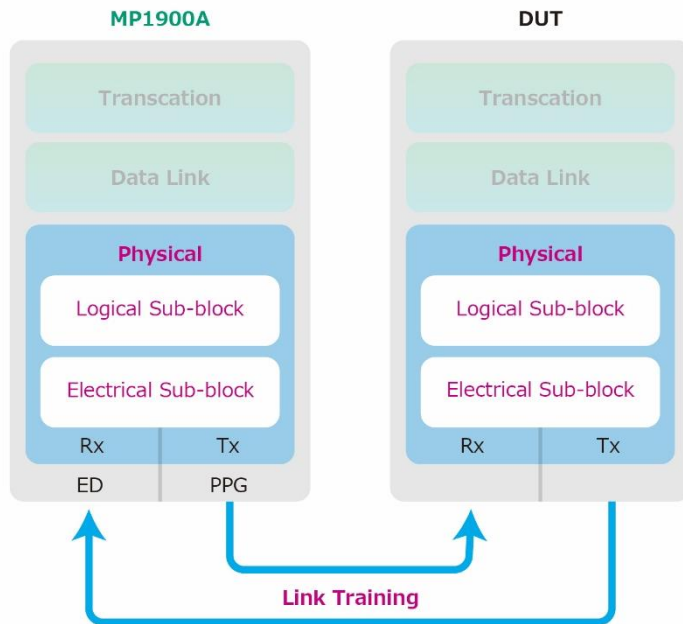 MP1900A
Transcation
Data Link
Physical
Logical Sub-block
Electrical Sub-block
Rx Tx
ED PPG
DUT
Transcation
Data Link
Physical
Logical Sub-block
Electrical Sub-block
Rx Tx
Link Training